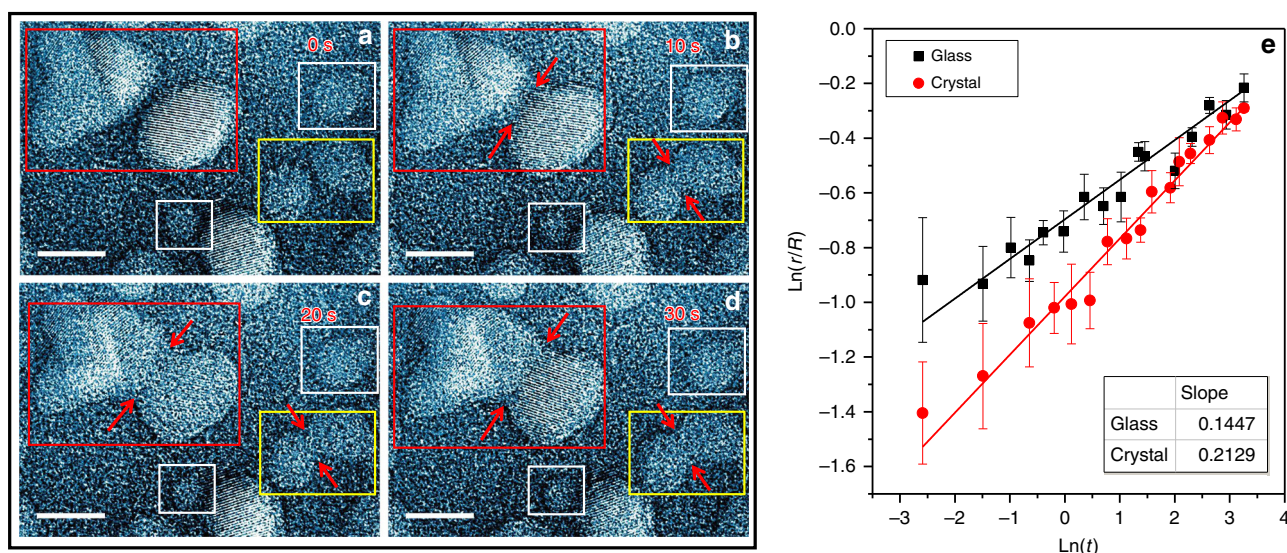 a
0 s
b
10 s
c
20 s
d
30 s
e
Glass
Crystal
0.0
−0.2
−0.4
−0.6
−0.8
−1.0
−1.2
−1.4
−1.6
Ln(r/R)
Slope
Glass 0.1447
Crystal 0.2129
−3 −2 −1 0 1 2 3 4
Ln(t)